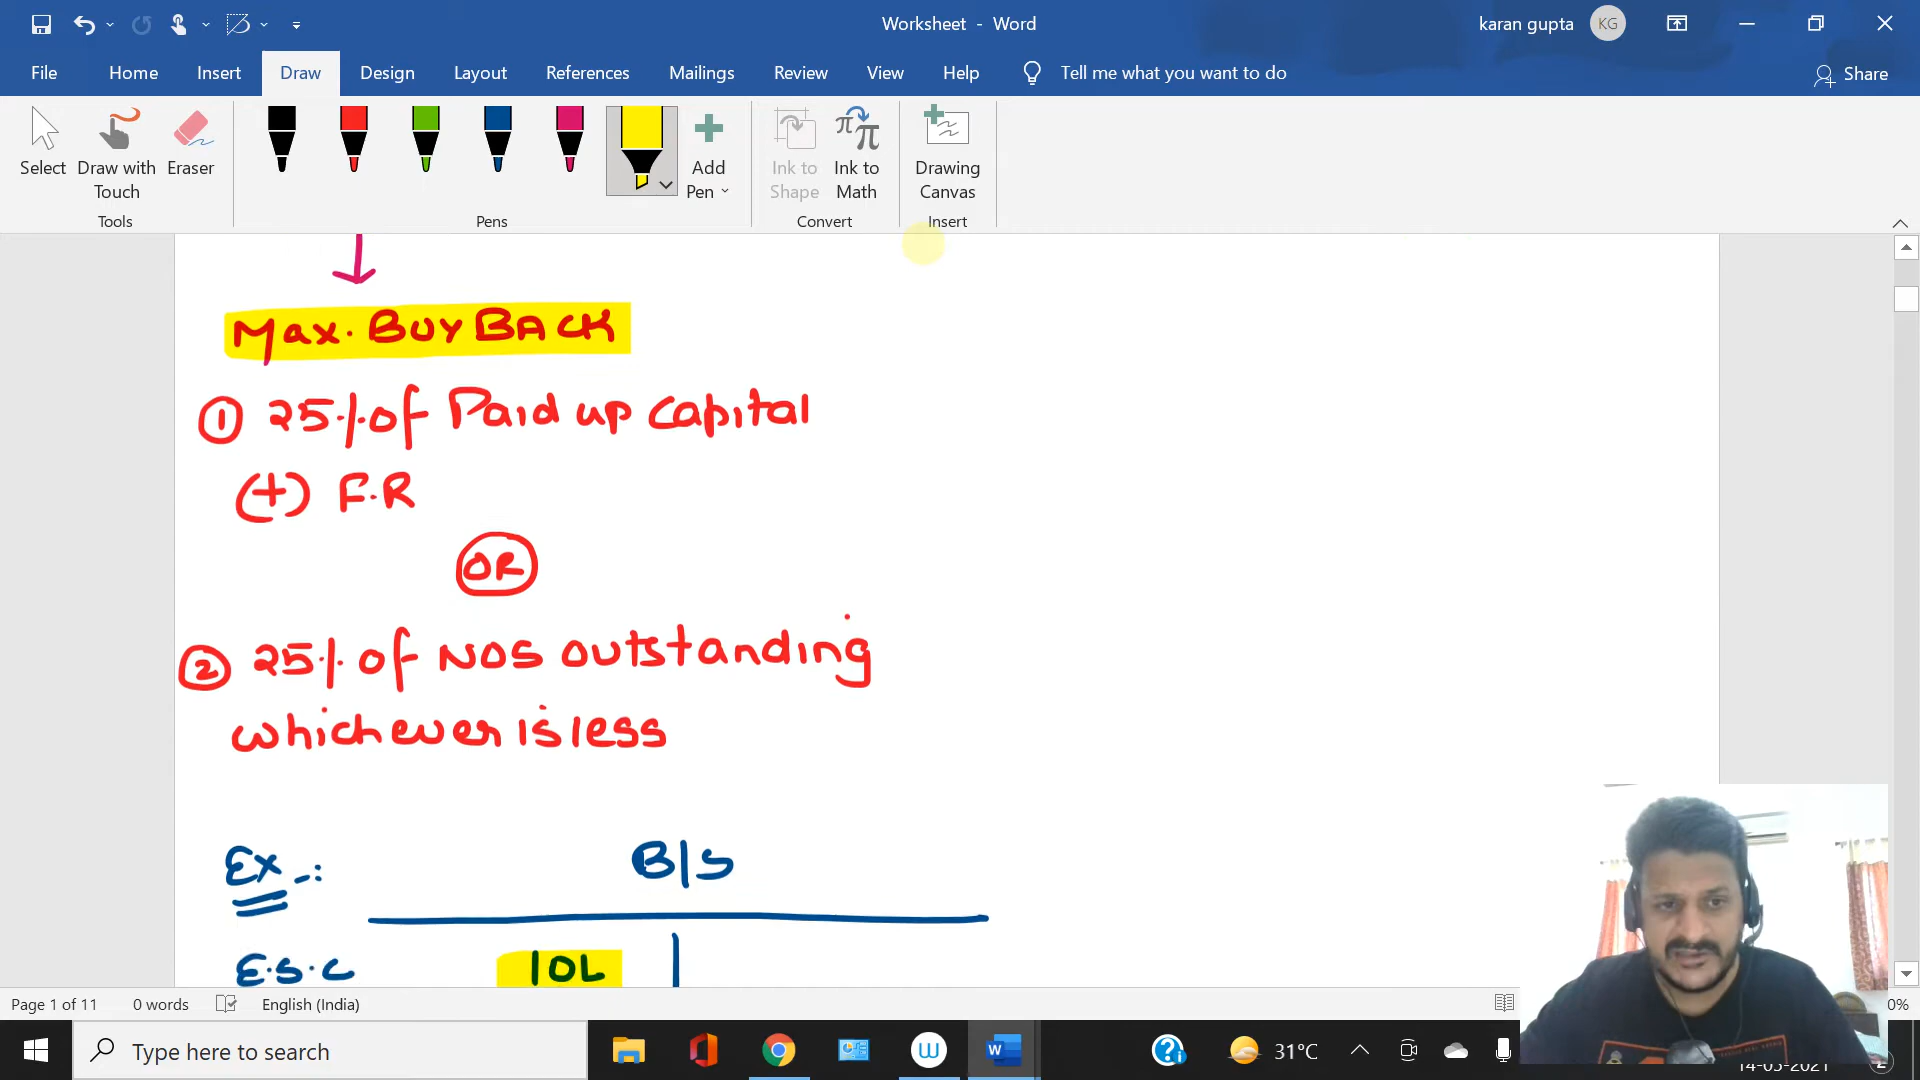 Worksheet - Word
karan gupta
KG
File
Home
Insert
Draw
Design
Layout
References
Mailings
Review
View
Help
Tell me what you want to do
Share
Select
Draw with Touch
Eraser
Add Pen
Ink to Shape
Ink to Math
Drawing Canvas
Tools
Pens
Convert
Insert
Max. BUYBACK
① 25% of Paid up capital
(+) F.R
OR
② 25% of NOS outstanding
whichever is less
Ex -:
B/S
E.S.C
10L
Page 1 of 11
0 words
English (India)
0%
Type here to search
31°C